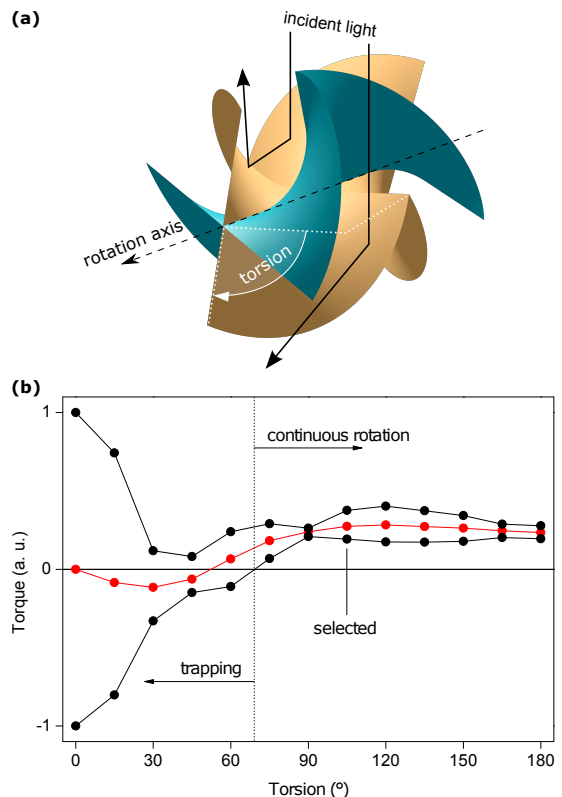 (a)
incident light
rotation axis
torsion
(b)
1
0
-1
Torque (a. u.)
continuous rotation
selected
trapping
0 30 60 90 120 150 180
Torsion (º)